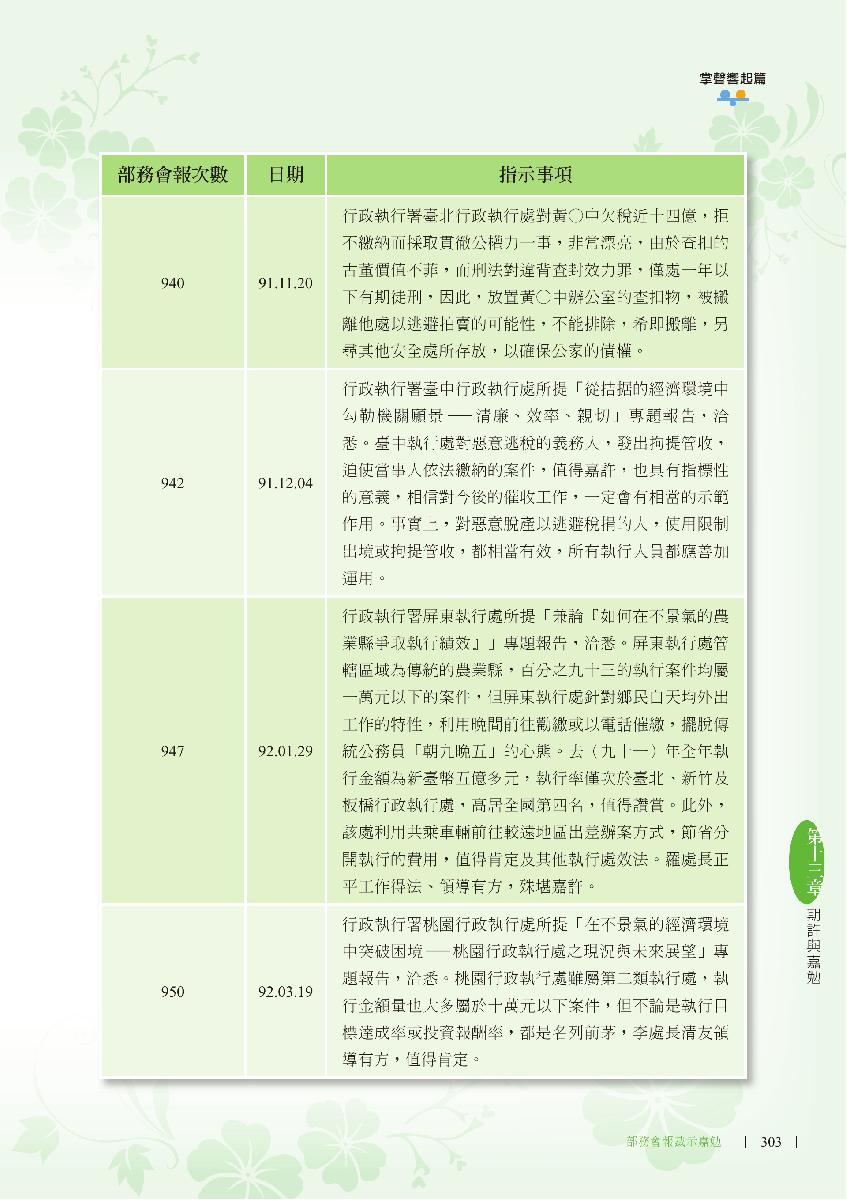 掌聲響起篇
部務會報次數 日期 指示事項
940 91.11.20
行政執行署臺北行政執行處對黃○中欠稅近十四億，拒
不繳納而採取貫徹公權力一事，非常漂亮，由於查扣的
古董價值不菲，而刑法對違背查封效力罪，僅處一年以
下有期徒刑，因此，放置黃○中辦公室的查扣物，被搬
離他處以逃避拍賣的可能性，不能排除，希即搬離，另
尋其他安全處所存放，以確保公家的債權。
942 91.12.04
行政執行署臺中行政執行處所提「從拮据的經濟環境中
勾勒機關願景──清廉、效率、親切」專題報告，洽
悉。臺中執行處對惡意逃稅的義務人，發出拘提管收，
迫使當事人依法繳納的案件，值得嘉許，也具有指標性
的意義，相信對今後的催收工作，一定會有相當的示範
作用。事實上，對惡意脫產以逃避稅捐的人，使用限制
出境或拘提管收，都相當有效，所有執行人員都應善加
運用。
947 92.01.29
行政執行署屏東執行處所提「兼論『如何在不景氣的農
業縣爭取執行績效』」專題報告，洽悉。屏東執行處管
轄區域為傳統的農業縣，百分之九十三的執行案件均屬
一萬元以下的案件，但屏東執行處針對鄉民白天均外出
工作的特性，利用晚間前往勸繳或以電話催繳，擺脫傳
統公務員「朝九晚五」的心態。去（九十一）年全年執
行金額為新臺幣五億多元，執行率僅次於臺北、新竹及
板橋行政執行處，高居全國第四名，值得讚賞。此外，
該處利用共乘車輛前往較遠地區出差辦案方式，節省分
開執行的費用，值得肯定及其他執行處效法。羅處長正
平工作得法、領導有方，殊堪嘉許。
950 92.03.19
行政執行署桃園行政執行處所提「在不景氣的經濟環境
中突破困境──桃園行政執行處之現況與未來展望」專
題報告，洽悉。桃園行政執行處雖屬第二類執行處，執
行金額量也大多屬於十萬元以下案件，但不論是執行目
標達成率或投資報酬率，都是名列前茅，李處長清友領
導有方，值得肯定。
第十三章
期許與嘉勉
部務會報裁示嘉勉 | 303 |